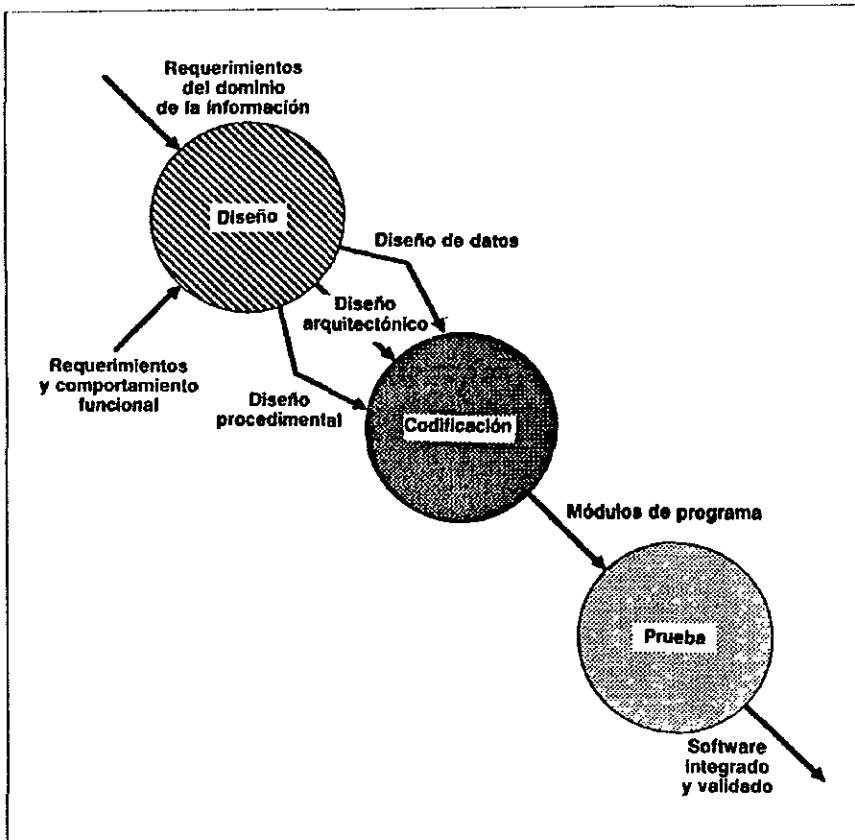 Requerimientos
del dominio
de la información
Diseño
Diseño de datos
Diseño
arquitectónico
Requerimientos
y comportamiento
funcional
Diseño
procedimental
Codificación
Módulos de programa
Prueba
Software
integrado
y validado